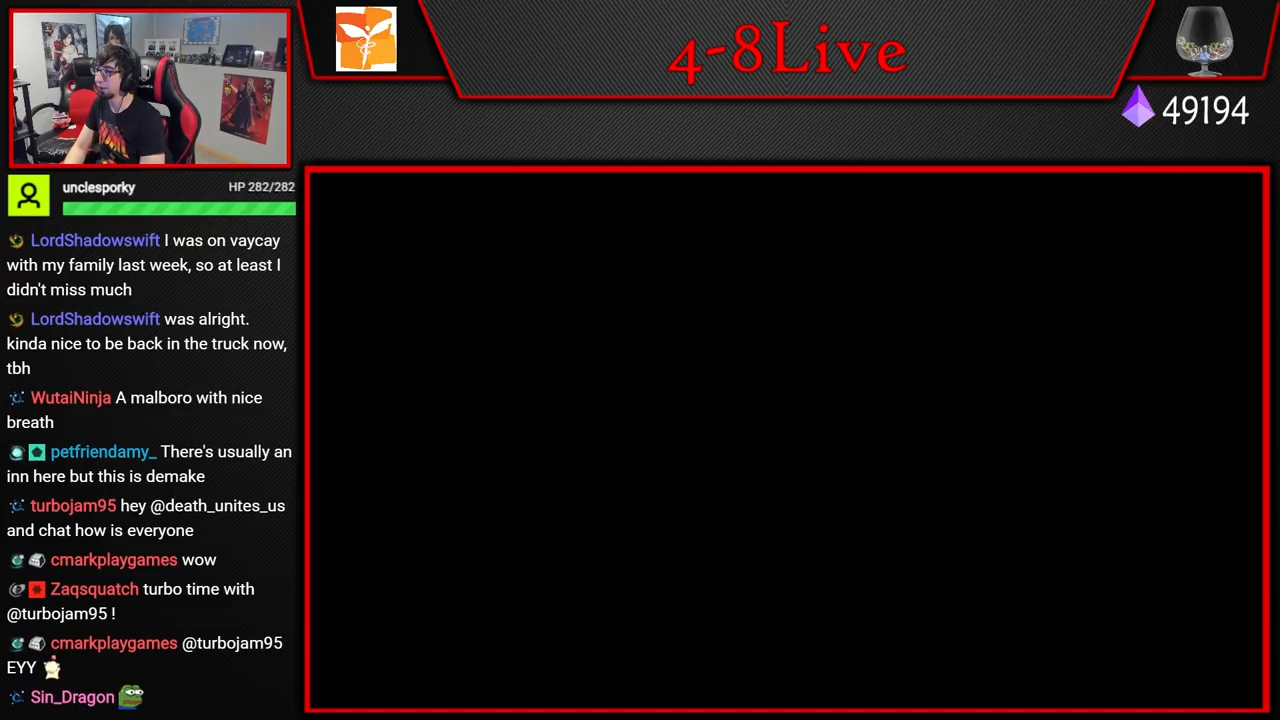 4-8Live
49194
unclesporky HP 282/282
LordShadowswift I was on vaycay
with my family last week, so at least I
didn't miss much
LordShadowswift was alright.
kinda nice to be back in the truck now,
tbh
WutaiNinja A malboro with nice
breath
petfriendamy_ There's usually an
inn here but this is demake
turbojam95 hey @death_unites_us
and chat how is everyone
cmarkplaygames wow
Zaqsquatch turbo time with
@turbojam95 !
cmarkplaygames @turbojam95
EYY
Sin_Dragon